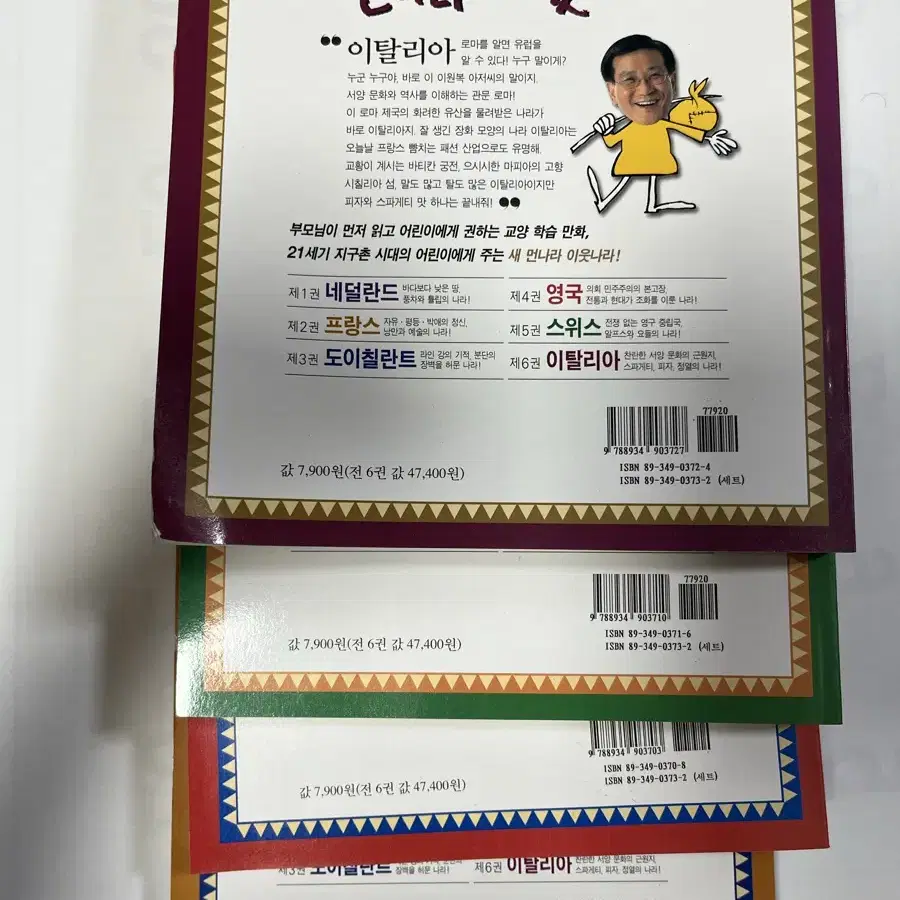 이탈리아 로마를 알면 유럽을
알 수 있다! 누구 말이게?
누군 누구야, 바로 이 이원복 아저씨의 말이지.
서양 문화와 역사를 이해하는 관문 로마!
이 로마 제국의 화려한 유산을 물려받은 나라가
바로 이탈리아지. 잘 생긴 장화 모양의 나라 이탈리아는
오늘날 프랑스 뺨치는 패션 산업으로도 유명해.
교황이 계시는 바티칸 궁전, 으시시한 마피아의 고향
시칠리아 섬, 말도 많고 탈도 많은 이탈리아이지만
피자와 스파게티 맛 하나는 끝내줘!
부모님이 먼저 읽고 어린이에게 권하는 교양 학습 만화,
21세기 지구촌 시대의 어린이에게 주는 새 먼나라 이웃나라!
제1권 네덜란드 바다보다 낮은 땅,
풍차와 튤립의 나라!
제4권 영국 의회 민주주의의 본고장,
전통과 현대가 조화를 이룬 나라!
제2권 프랑스 자유·평등·박애의 정신,
낭만과 예술의 나라!
제5권 스위스 전쟁 없는 영구 중립국,
알프스와 요들의 나라!
제3권 도이칠란트 라인 강의 기적, 분단의
장벽을 허문 나라!
제6권 이탈리아 찬란한 서양 문화의 근원지,
스파게티, 피자, 정열의 나라!
77920
9 788934 903727
ISBN 89-349-0372-4
ISBN 89-349-0373-2 (세트)
값 7,900원(전 6권 값 47,400원)
77920
9 788934 903710
ISBN 89-349-0371-6
ISBN 89-349-0373-2 (세트)
값 7,900원(전 6권 값 47,400원)
9 788934 903703
ISBN 89-349-0370-8
ISBN 89-349-0373-2 (세트)
값 7,900원(전 6권 값 47,400원)
제3권 도이칠란트
장벽을 허문 나라!
제6권 이탈리아 찬란한 서양 문화의 근원지,
스파게티, 피자, 정열의 나라!